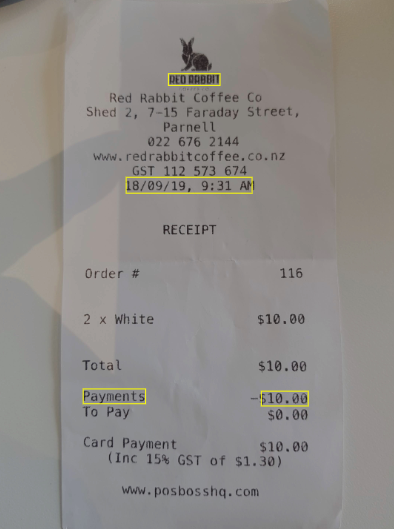 RED RABBIT
Red Rabbit Coffee Co
Shed 2, 7-15 Faraday Street,
Parnell
022 676 2144
www.redrabbitcoffee.co.nz
GST 112 573 674
18/09/19, 9:31 AM
RECEIPT
Order # 116
2 x White $10.00
Total $10.00
Payments -$10.00
To Pay $0.00
Card Payment $10.00
(Inc 15% GST of $1.30)
www.posbosshq.com